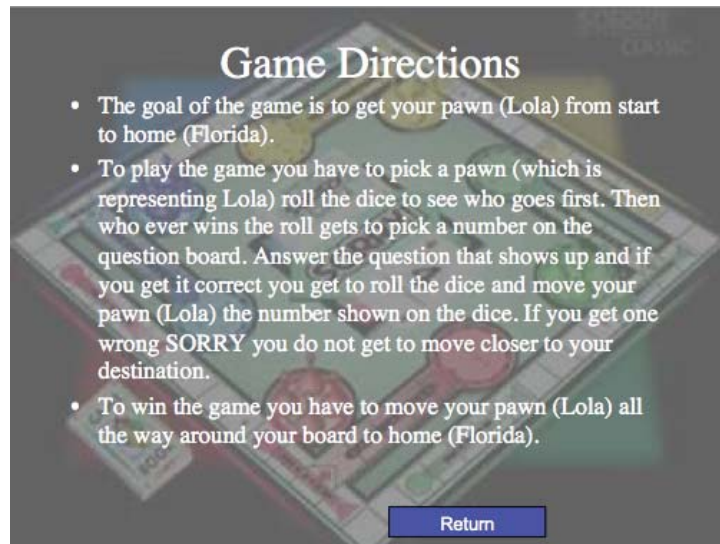 SORRY!
CLASSIC
Game Directions
• The goal of the game is to get your pawn (Lola) from start
to home (Florida).
• To play the game you have to pick a pawn (which is
representing Lola) roll the dice to see who goes first. Then
who ever wins the roll gets to pick a number on the
question board. Answer the question that shows up and if
you get it correct you get to roll the dice and move your
pawn (Lola) the number shown on the dice. If you get one
wrong SORRY you do not get to move closer to your
destination.
• To win the game you have to move your pawn (Lola) all
the way around your board to home (Florida).
Return